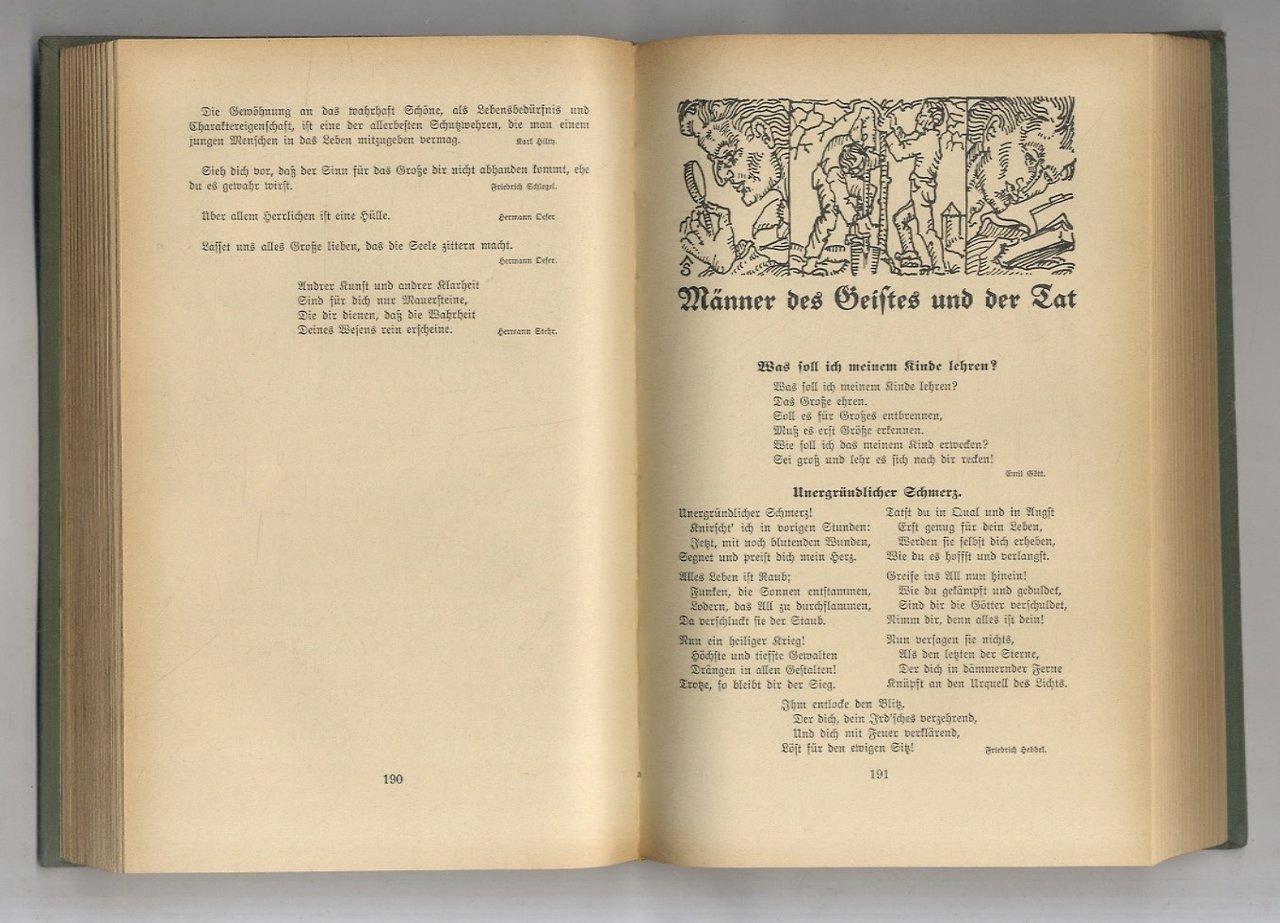 Die Gewöhnung an das wahrhaft Schöne, als Lebensbedürfnis und
Charaktereigenschaft, ist eine der allerbesten Schutzwehren, die man einem
jungen Menschen in das Leben mitzugeben vermag. Karl Hilty.
Sieh dich vor, daß der Sinn für das Große dir nicht abhanden kommt, ehe
du es gewahr wirst. Friedrich Schlegel.
Über allem Herrlichen ist eine Hülle. Hermann Oeser
Lasset uns alles Große lieben, das die Seele zittern macht.
Hermann Oeser.
Andrer Kunst und andrer Klarheit
Sind für dich nur Mauersteine,
Die dir dienen, daß die Wahrheit
Deines Wesens rein erscheine. Hermann Stehr.
190
Männer des Geistes und der Tat
Was soll ich meinem Kinde lehren?
Was soll ich meinem Kinde lehren?
Das Große ehren.
Soll es für Großes entbrennen,
Muß es erst Größe erkennen.
Wie soll ich das meinem Kind erwecken?
Sei groß und lehr es sich nach dir recken!
Emil Gött.
Unergründlicher Schmerz.
Unergründlicher Schmerz!
Knirscht' ich in vorigen Stunden:
Jetzt, mit noch blutenden Wunden,
Segnet und preist dich mein Herz.
Alles Leben ist Raub;
Funken, die Sonnen entstammen,
Lodern, das All zu durchflammen,
Da verschluckt sie der Staub.
Nun ein heiliger Krieg!
Höchste und tiefste Gewalten
Drängen in allen Gestalten!
Trotze, so bleibt dir der Sieg.
Tatst du in Qual und in Angst
Erst genug für dein Leben,
Werden sie selbst dich erheben,
Wie du es hoffst und verlangst.
Greife ins All nun hinein!
Wie du gekämpft und geduldet,
Sind dir die Götter verschuldet,
Nimm dir, denn alles ist dein!
Nun versagen sie nichts,
Als den letzten der Sterne,
Der dich in dämmernder Ferne
Knüpft an den Urquell des Lichts.
Ihm entlocke den Blitz,
Der dich, dein Ird'sches verzehrend,
Und dich mit Feuer verklärend,
Löst für den ewigen Sitz! Friedrich Hebbel.
191